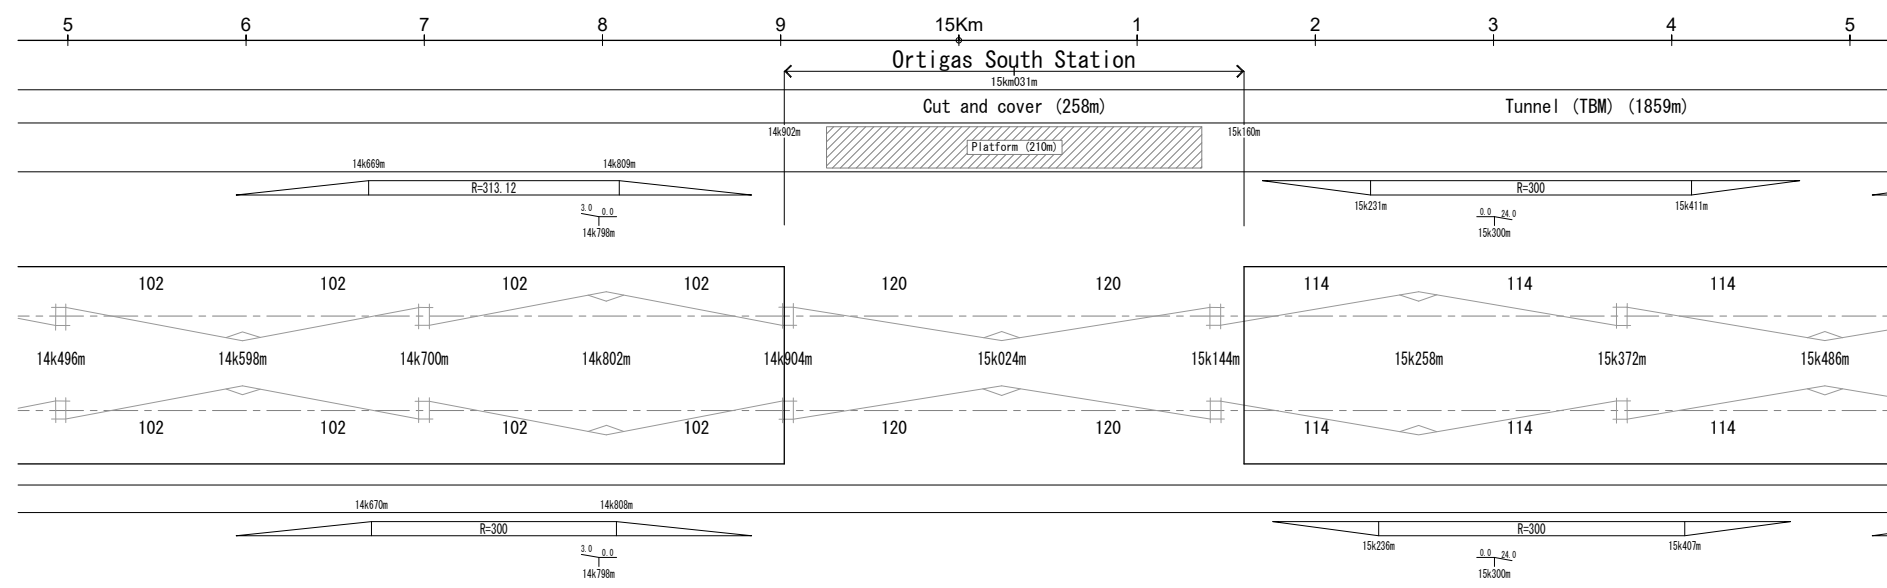 5 6 7 8 9 15Km 1 2 3 4 5
Ortigas South Station
15km031m
Cut and cover (258m) Tunnel (TBM) (1859m)
14k902m 15k160m
Platform (210m)
14k669m 14k809m
R=313.12 R=300
15k231m 15k411m
3.0 0.0 0.0 24.0
14k798m 15k300m
102 102 102 102 120 120 114 114 114
14k496m 14k598m 14k700m 14k802m 14k904m 15k024m 15k144m 15k258m 15k372m 15k486m
102 102 102 102 120 120 114 114 114
14k670m 14k808m
R=300 R=300
15k236m 15k407m
3.0 0.0 0.0 24.0
14k798m 15k300m